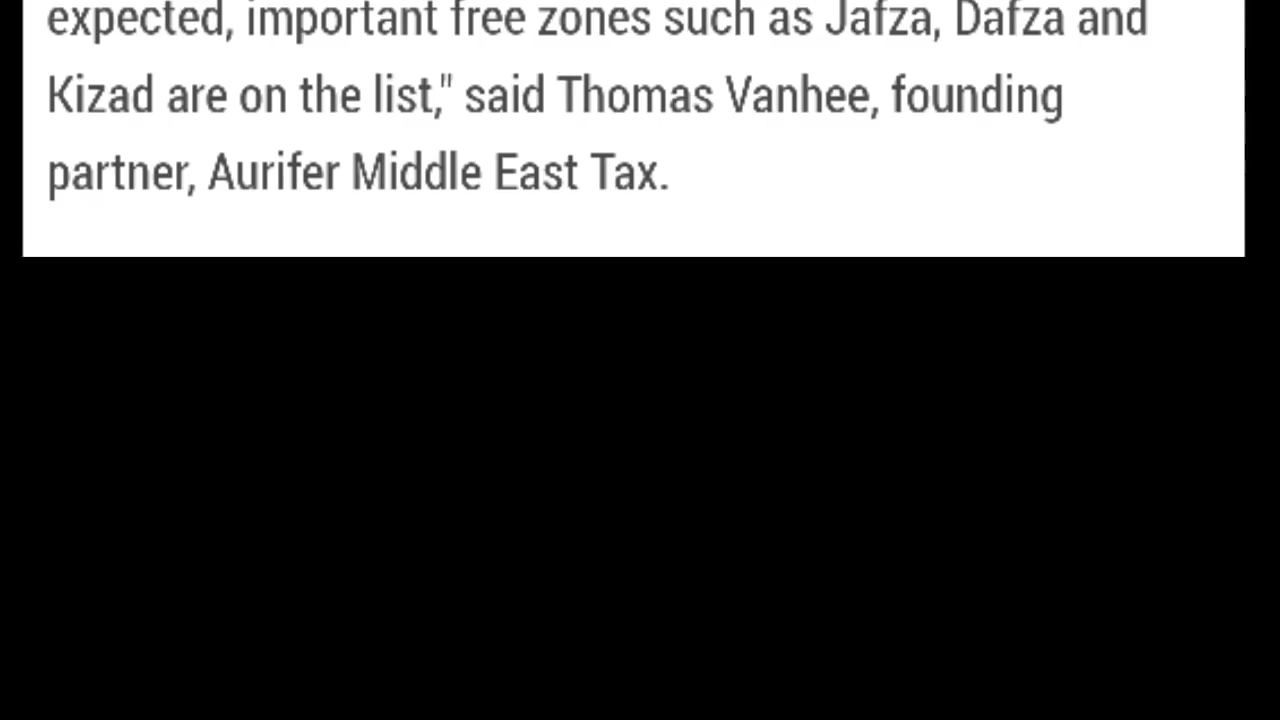 expected, important free zones such as Jafza, Dafza and
Kizad are on the list," said Thomas Vanhee, founding
partner, Aurifer Middle East Tax.